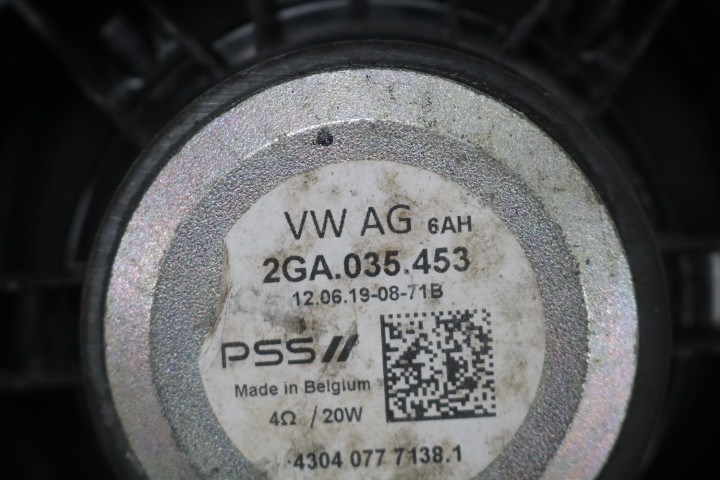 VW AG 6AH
2GA.035.453
12.06.19-08-71B
PSS//
Made in Belgium
4Ω / 20W
4304 077 7138.1